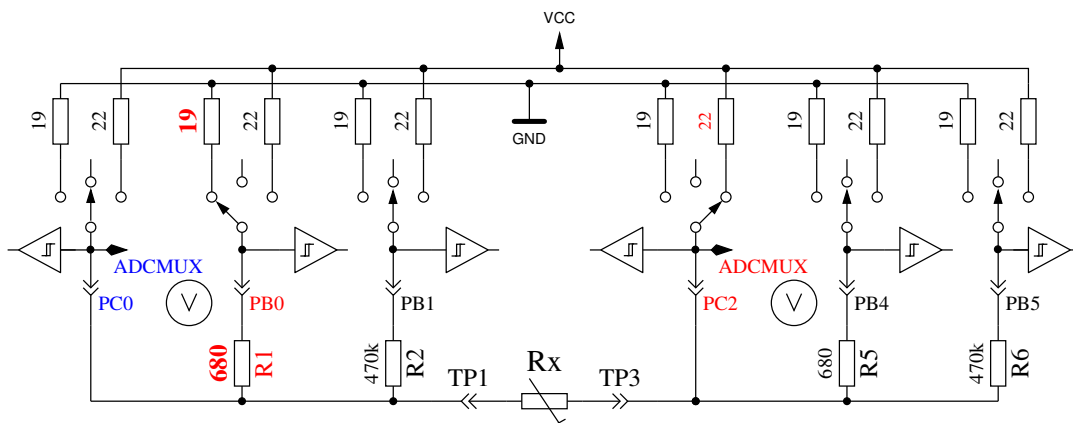 VCC
GND
19
22
19
22
19
22
19
22
19
22
19
22
ADCMUX
ADCMUX
PC0
PB0
PB1
PC2
PB4
PB5
680
R1
470k
R2
680
R5
470k
R6
TP1
Rx
TP3